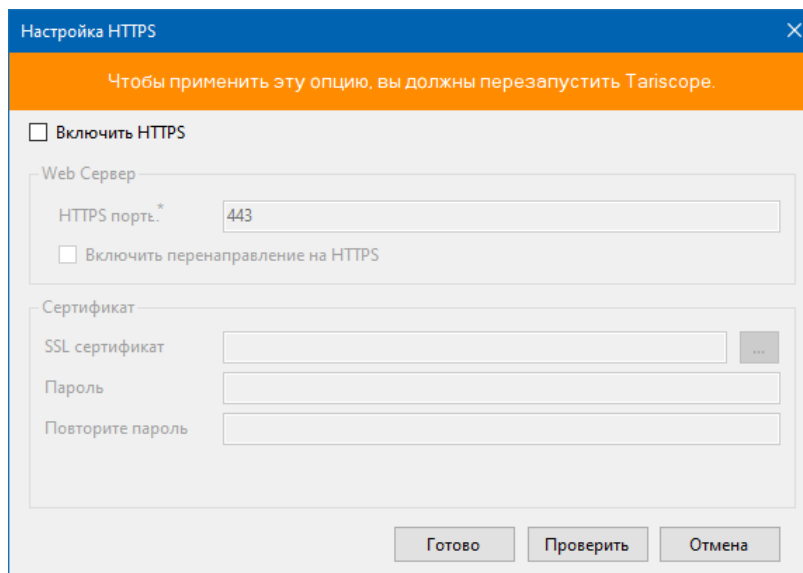 Настройка HTTPS
Чтобы применить эту опцию, вы должны перезапустить Tariscope.
Включить HTTPS
Web Сервер
HTTPS порть:* 443
Включить перенаправление на HTTPS
Сертификат
SSL сертификат ...
Пароль
Повторите пароль
Готово Проверить Отмена